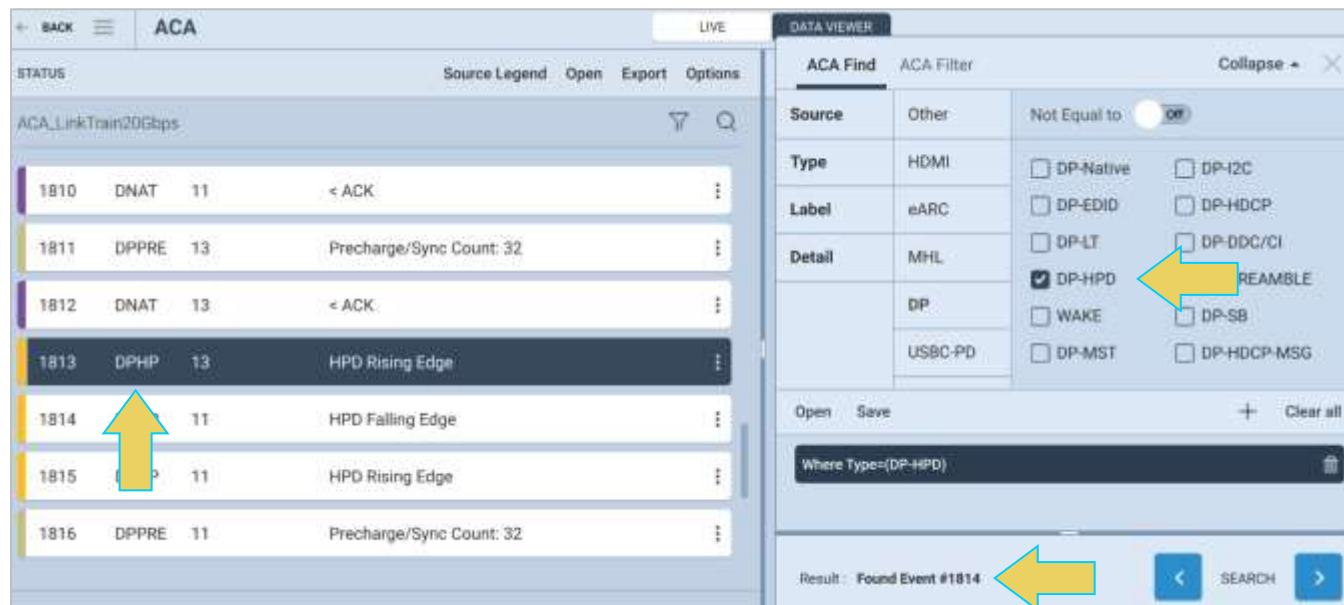 ← BACK ACA LIVE DATA VIEWER
STATUS Source Legend Open Export Options
ACA_LinkTrain20Gbps
1810 DNAT 11 < ACK
1811 DPPRE 13 Precharge/Sync Count: 32
1812 DNAT 13 < ACK
1813 DPHP 13 HPD Rising Edge
1814 11 HPD Falling Edge
1815 11 HPD Rising Edge
1816 DPPRE 11 Precharge/Sync Count: 32
ACA Find ACA Filter Collapse
Source Other Not Equal to Off
Type HDMI DP-Native DP-I2C
Label eARC DP-EDID DP-HDCP
Detail MHL DP-LT DP-DDC/CI
DP DP-HPD REAMBLE
USBC-PD WAKE DP-SB
DP-MST DP-HDCP-MSG
Open Save + Clear all
Where Type=(DP-HPD)
Result : Found Event #1814 < SEARCH >